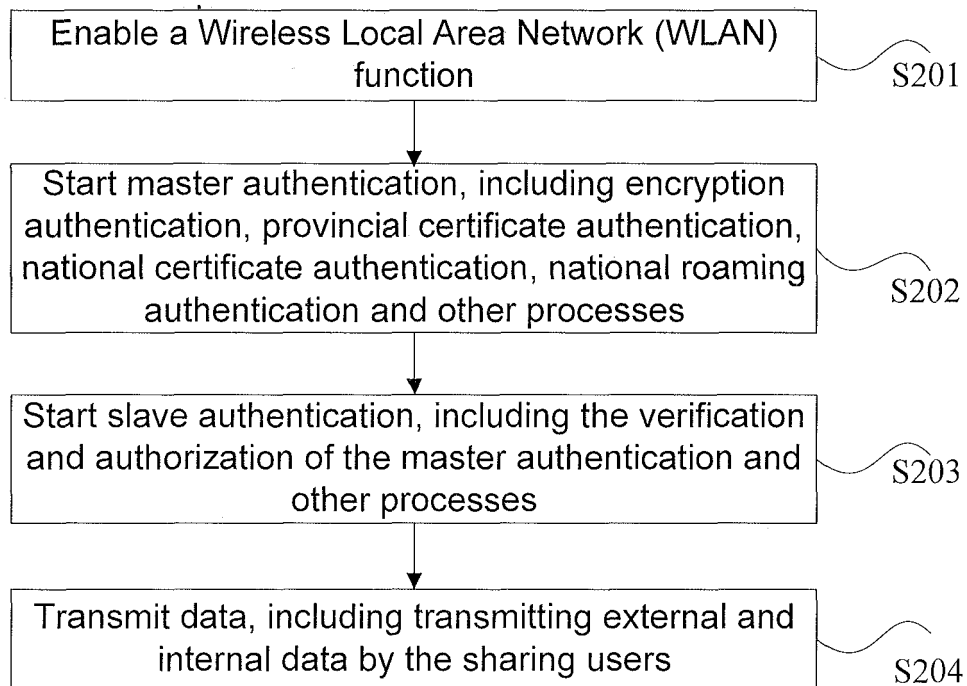 Enable a Wireless Local Area Network (WLAN)
function
S201
Start master authentication, including encryption
authentication, provincial certificate authentication,
national certificate authentication, national roaming
authentication and other processes
S202
Start slave authentication, including the verification
and authorization of the master authentication and
other processes
S203
Transmit data, including transmitting external and
internal data by the sharing users
S204